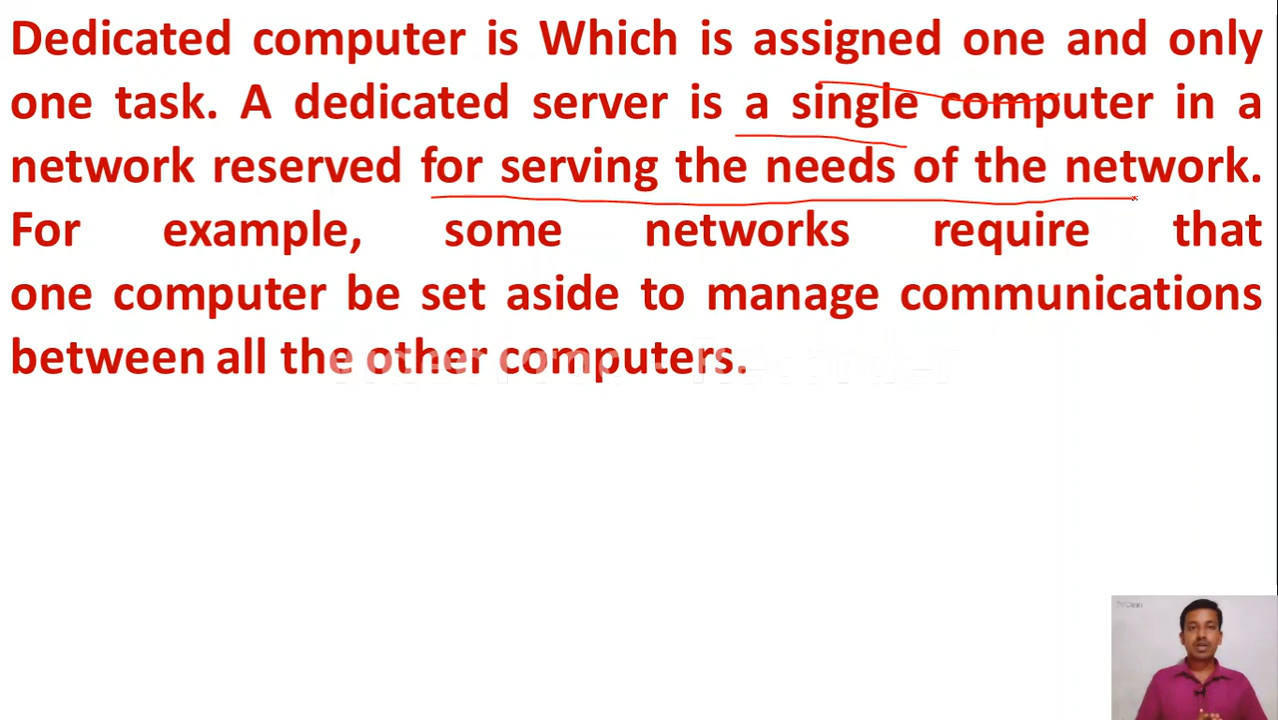 Dedicated computer is Which is assigned one and only
one task. A dedicated server is a single computer in a
network reserved for serving the needs of the network.
For example, some networks require that
one computer be set aside to manage communications
between all the other computers.